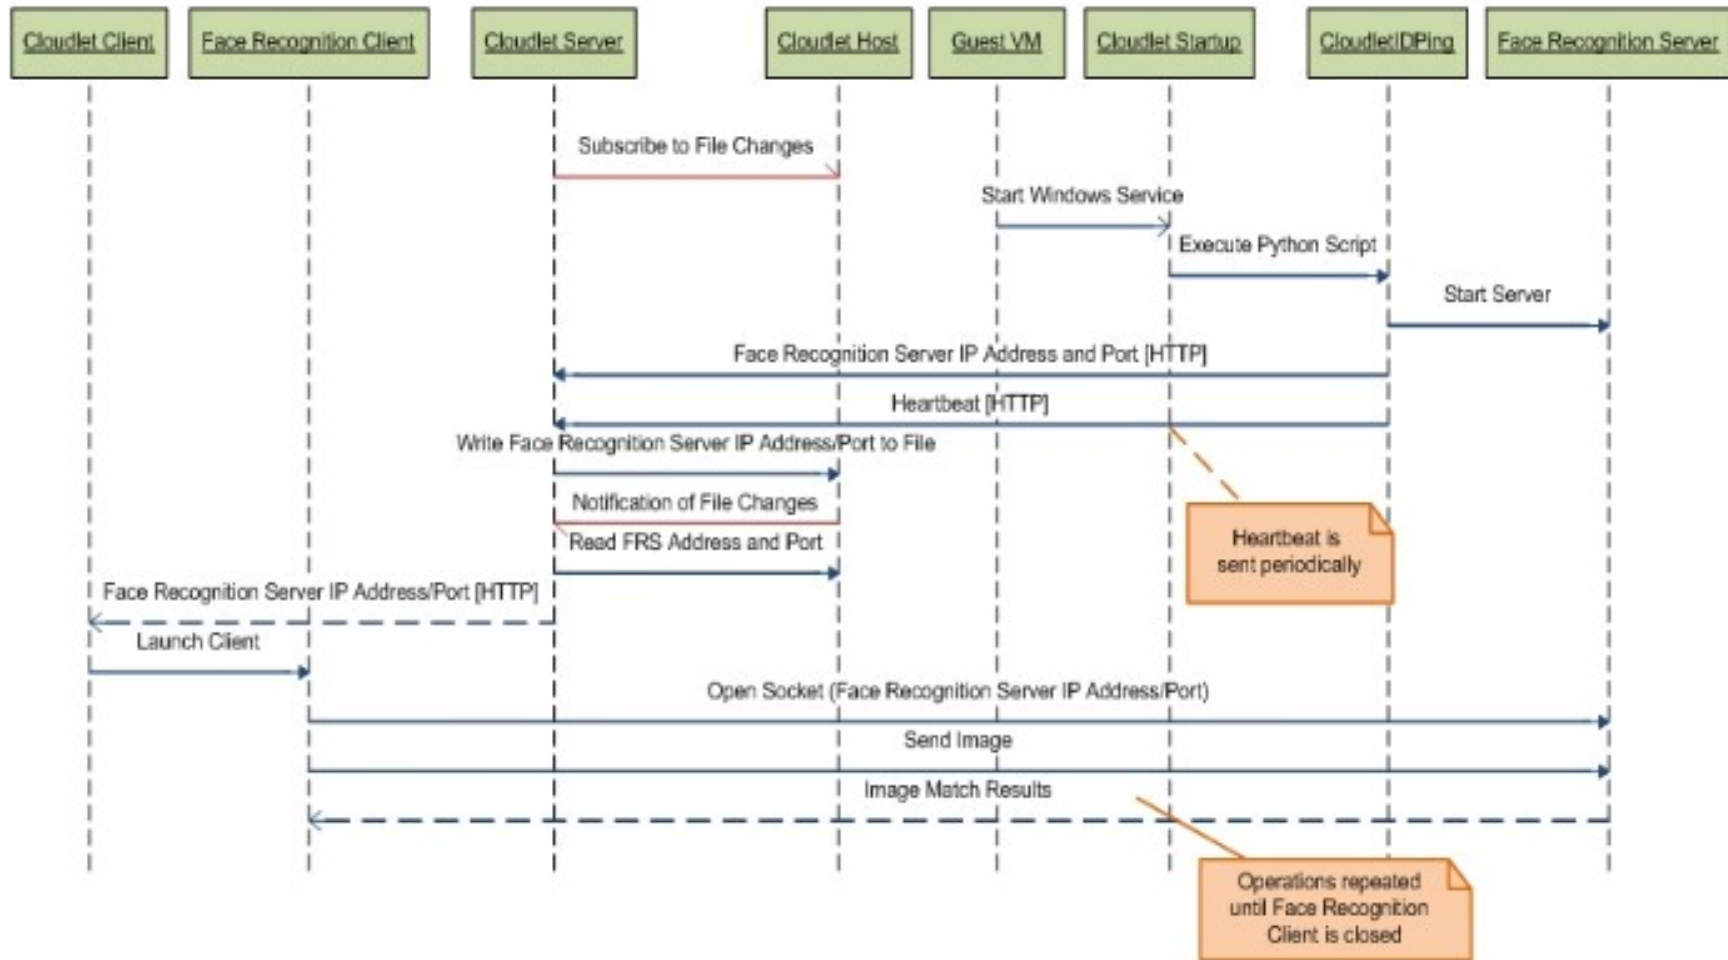 Cloudlet Client
Face Recognition Client
Cloudlet Server
Cloudlet Host
Guest VM
Cloudlet Startup
CloudletIDPing
Face Recognition Server
Subscribe to File Changes
Start Windows Service
Execute Python Script
Start Server
Face Recognition Server IP Address and Port [HTTP]
Heartbeat [HTTP]
Write Face Recognition Server IP Address/Port to File
Notification of File Changes
Heartbeat is
sent periodically
Read FRS Address and Port
Face Recognition Server IP Address/Port [HTTP]
Launch Client
Open Socket (Face Recognition Server IP Address/Port)
Send Image
Image Match Results
Operations repeated
until Face Recognition
Client is closed